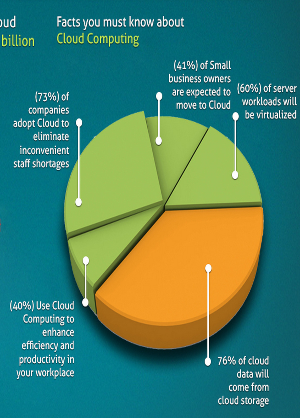 oud
billion
Facts you must know about
Cloud Computing
(41%) of Small
business owners
are expected to
move to Cloud
(60%) of server
workloads will
be virtualized
(73%) of
companies
adopt Cloud to
eliminate
inconvenient
staff shortages
(40%) Use Cloud
Computing to
enhance
efficiency and
productivity in
your workplace
76% of cloud
data will
come from
cloud storage